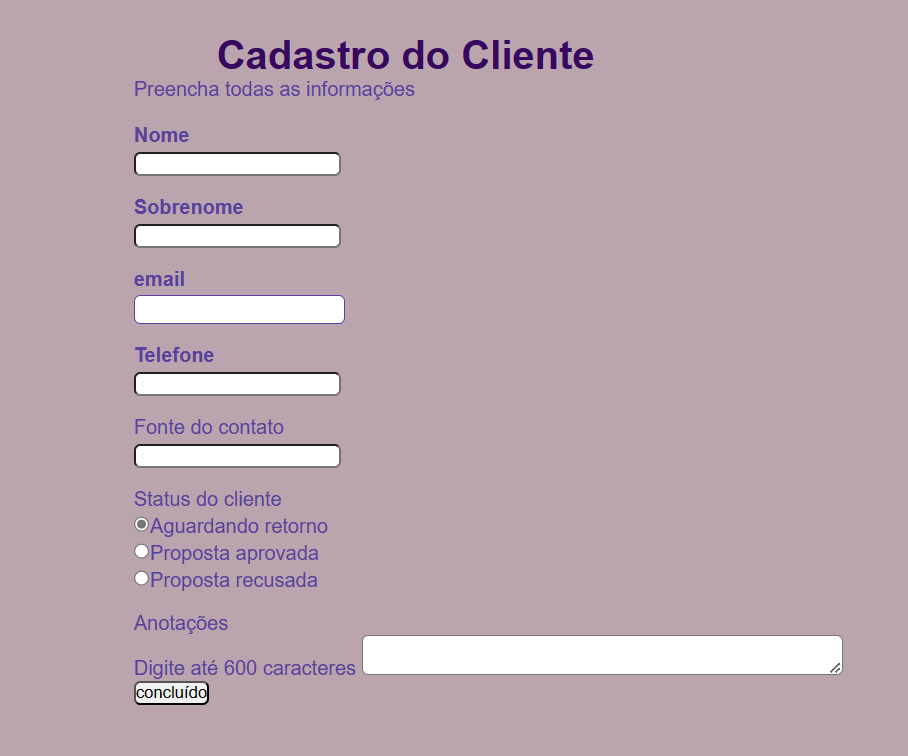 Cadastro do Cliente
Preencha todas as informações
Nome
Sobrenome
email
Telefone
Fonte do contato
Status do cliente
Aguardando retorno
Proposta aprovada
Proposta recusada
Anotações
Digite até 600 caracteres
concluído